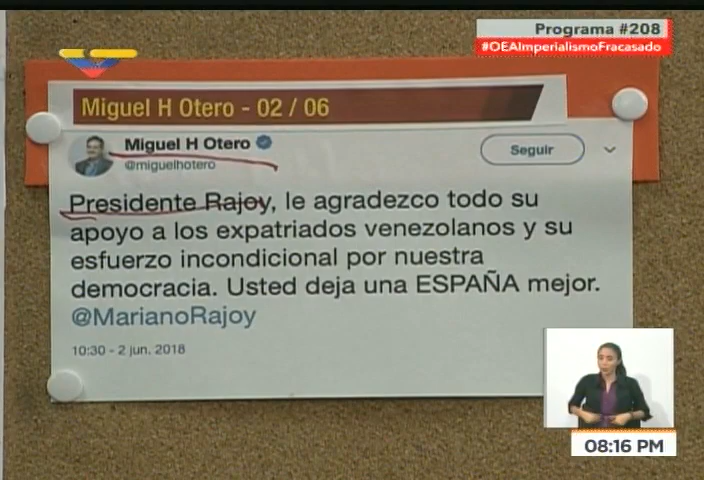 Programa #208
#OEAImperialismoFracasado
Miguel H Otero - 02 / 06
Miguel H Otero
@miguelhotero
Seguir
Presidente Rajoy, le agradezco todo su
apoyo a los expatriados venezolanos y su
esfuerzo incondicional por nuestra
democracia. Usted deja una ESPAÑA mejor.
@MarianoRajoy
10:30 - 2 jun. 2018
08:16 PM